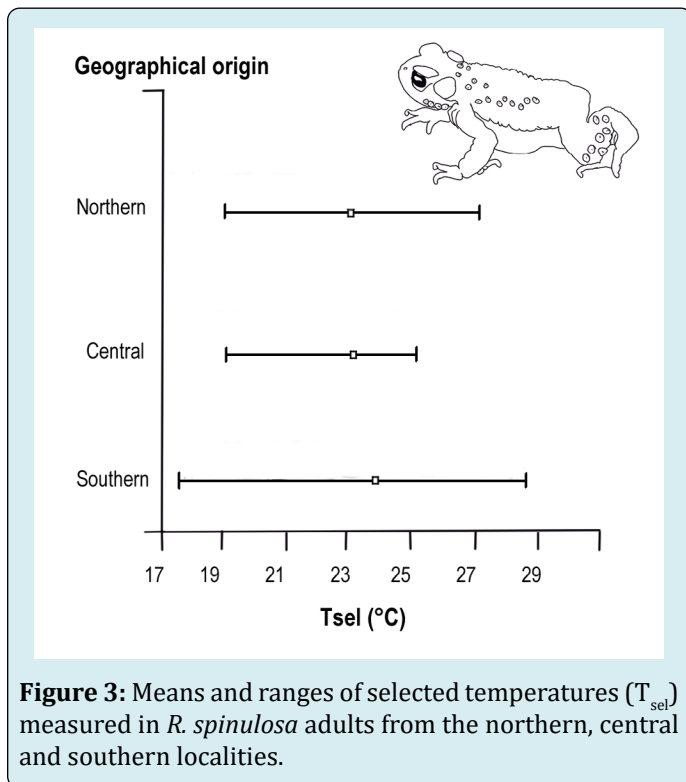 Geographical origin
Northern
Central
Southern
17 19 21 23 25 27 29
Tsel (°C)
Figure 3: Means and ranges of selected temperatures (Tsel)
measured in R. spinulosa adults from the northern, central
and southern localities.